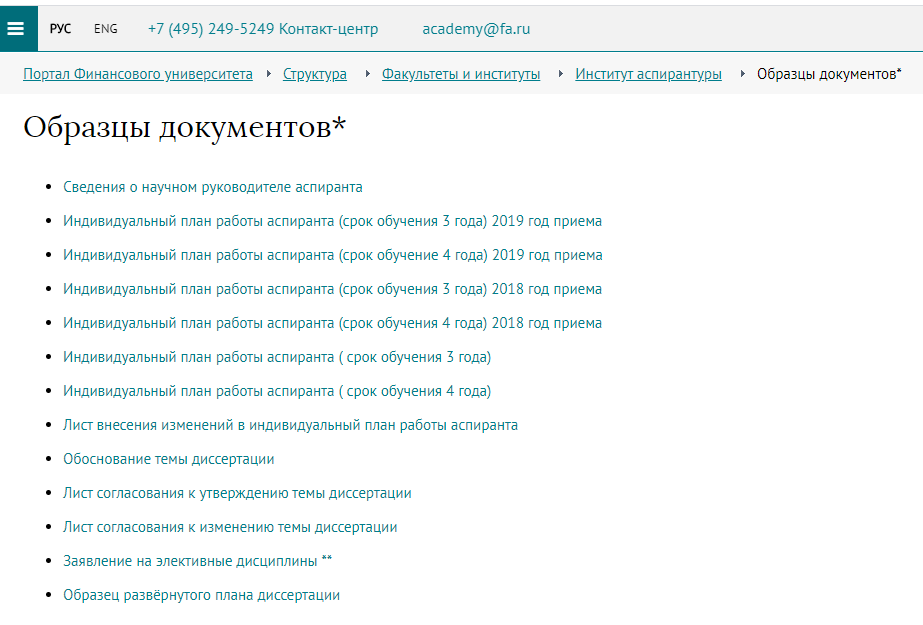 РУС ENG +7 (495) 249-5249 Контакт-центр academy@fa.ru
Портал Финансового университета Структура Факультеты и институты Институт аспирантуры Образцы документов*
Образцы документов*
Сведения о научном руководителе аспиранта
Индивидуальный план работы аспиранта (срок обучения 3 года) 2019 год приема
Индивидуальный план работы аспиранта (срок обучение 4 года) 2019 год приема
Индивидуальный план работы аспиранта (срок обучения 3 года) 2018 год приема
Индивидуальный план работы аспиранта (срок обучения 4 года) 2018 год приема
Индивидуальный план работы аспиранта ( срок обучения 3 года)
Индивидуальный план работы аспиранта ( срок обучения 4 года)
Лист внесения изменений в индивидуальный план работы аспиранта
Обоснование темы диссертации
Лист согласования к утверждению темы диссертации
Лист согласования к изменению темы диссертации
Заявление на элективные дисциплины **
Образец развёрнутого плана диссертации